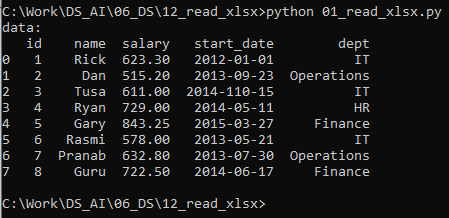 C:\Work\DS_AI\06_DS\12_read_xlsx>python 01_read_xlsx.py
data:
   id    name  salary  start_date        dept
0   1    Rick  623.30  2012-01-01          IT
1   2     Dan  515.20  2013-09-23  Operations
2   3    Tusa  611.00  2014-110-15          IT
3   4    Ryan  729.00  2014-05-11          HR
4   5    Gary  843.25  2015-03-27     Finance
5   6   Rasmi  578.00  2013-05-21          IT
6   7  Pranab  632.80  2013-07-30  Operations
7   8    Guru  722.50  2014-06-17     Finance
C:\Work\DS_AI\06_DS\12_read_xlsx>